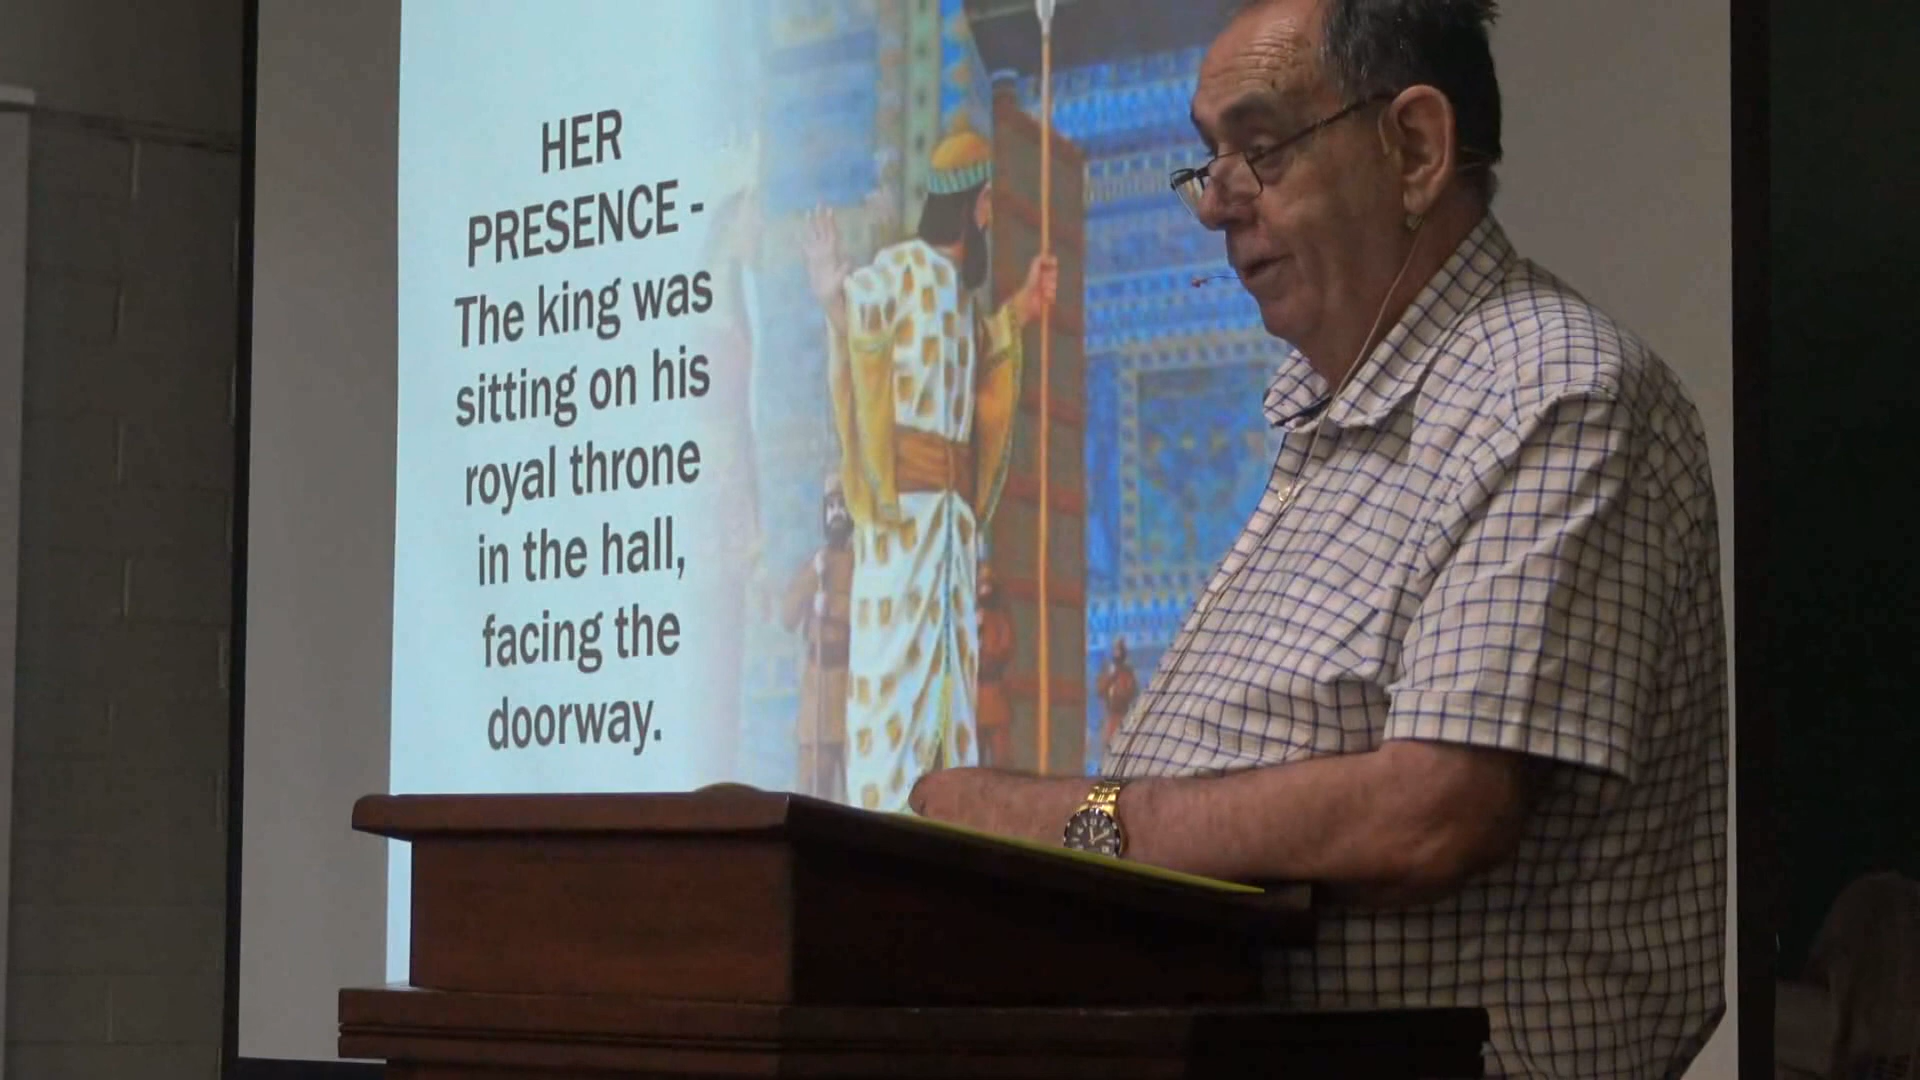 HER
PRESENCE -
The king was
sitting on his
royal throne
in the hall,
facing the
doorway.